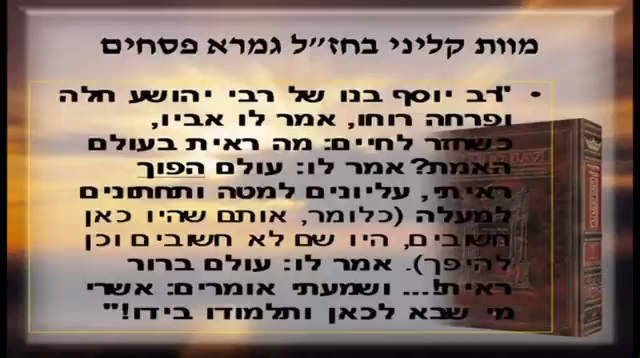 מוות קליני בחז״ל גמרא פסחים
• "רב יוסף בנו של רבי יהושע חלה
ופרחה רוחו, אמר לו אביו,
כשחזר לחיים: מה ראית בעולם
האמת? אמר לו: עולם הפוך
ראיתי, עליונים למטה ותחתונים
למעלה (כלומר, אותם שהיו כאן
חשובים, היו שם לא חשובים וכן
להיפך). אמר לו: עולם ברור
ראית!... ושמעתי אומרים: אשרי
מי שבא לכאן ותלמודו בידו!"